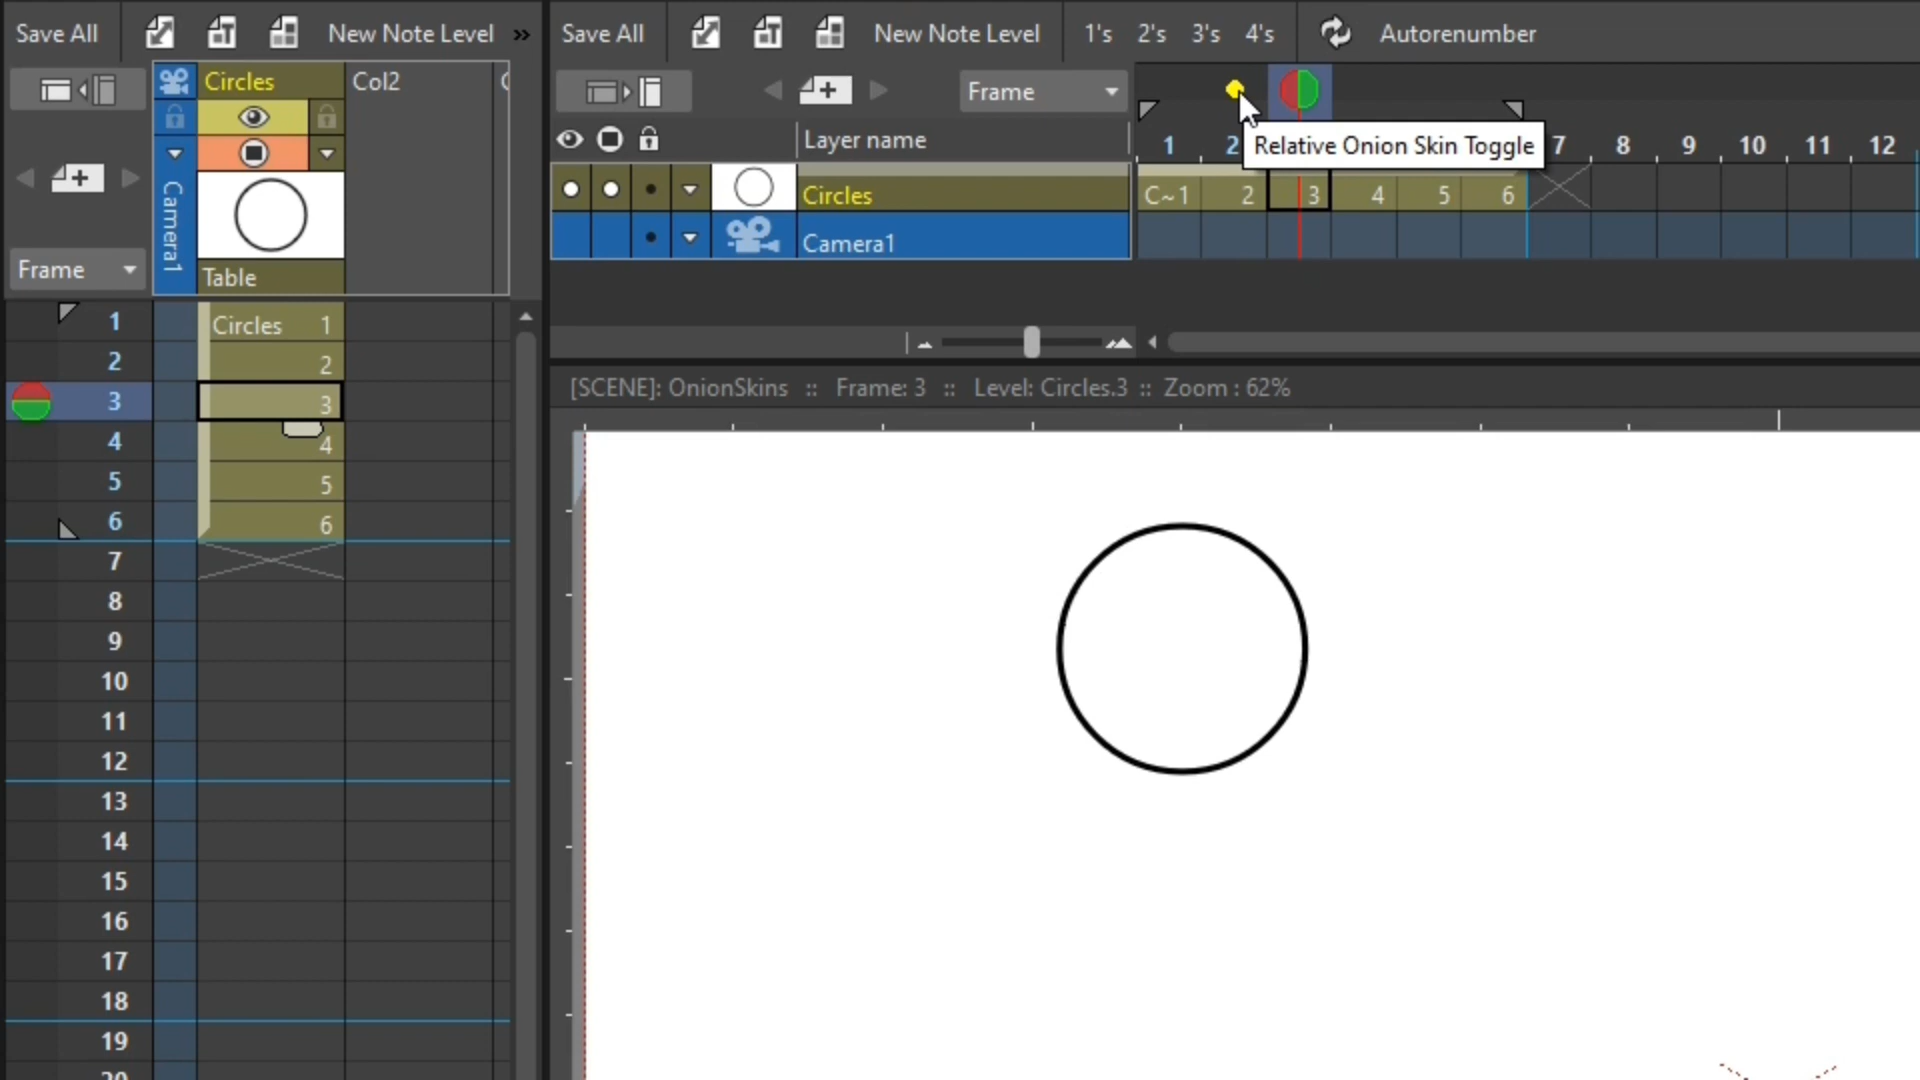 Save All
New Note Level
»
Circles
Col2
Camera1
Frame
Table
1
Circles 1
2
2
3
3
4
4
5
5
6
6
7
8
9
10
11
12
13
14
15
16
17
18
19
20
Save All
New Note Level
1's 2's 3's 4's
Autorenumber
Frame
Layer name
1 2 7 8 9 10 11 12
Relative Onion Skin Toggle
Circles
C~1 2 3 4 5 6
Camera1
[SCENE]: OnionSkins :: Frame: 3 :: Level: Circles.3 :: Zoom : 62%